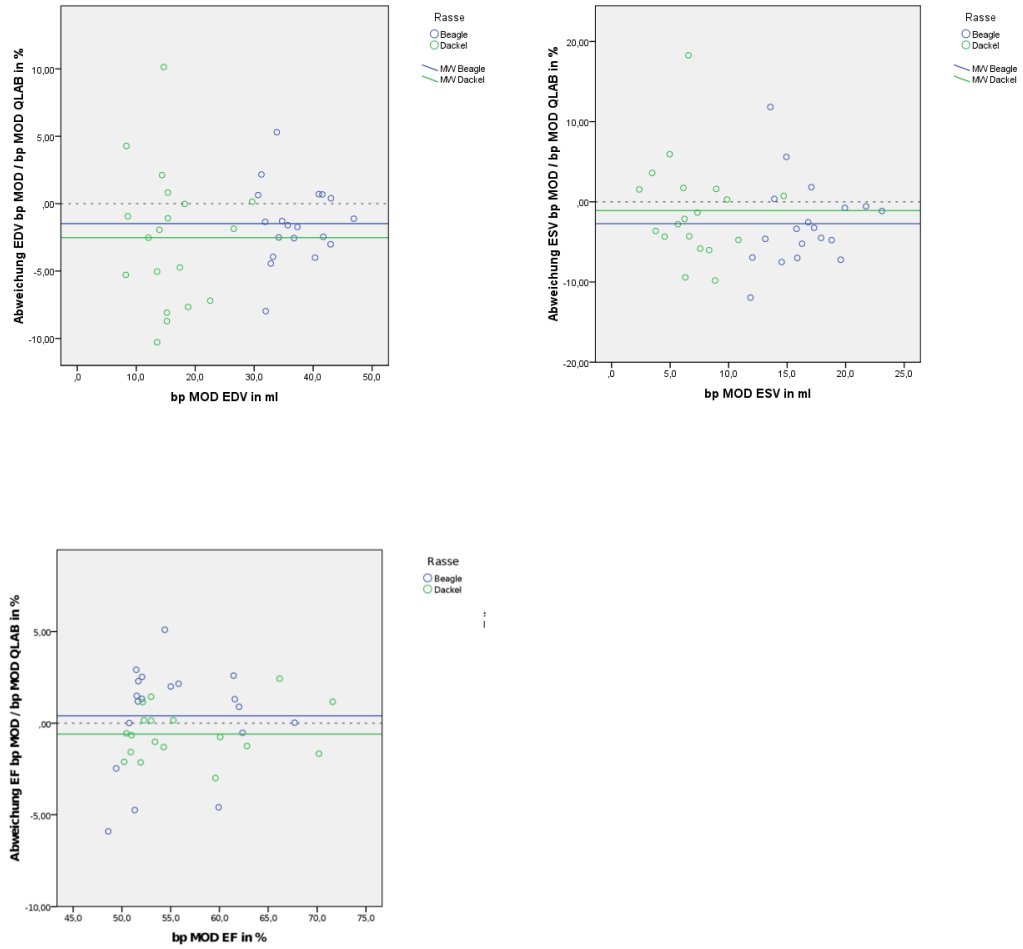 Rasse
Beagle
Dackel
MW Beagle
MW Dackel
Abweichung EDV bp MOD / bp MOD QLAB in %
10,00
5,00
,00
-5,00
-10,00
,0
10,0
20,0
30,0
40,0
50,0
bp MOD EDV in ml
Rasse
Beagle
Dackel
MW Beagle
MW Dackel
Abweichung ESV bp MOD / bp MOD QLAB in %
20,00
10,00
,00
-10,00
-20,00
,0
5,0
10,0
15,0
20,0
25,0
bp MOD ESV in ml
Rasse
Beagle
Dackel
Abweichung EF bp MOD / bp MOD QLAB in %
5,00
,00
-5,00
-10,00
45,0
50,0
55,0
60,0
65,0
70,0
75,0
bp MOD EF in %